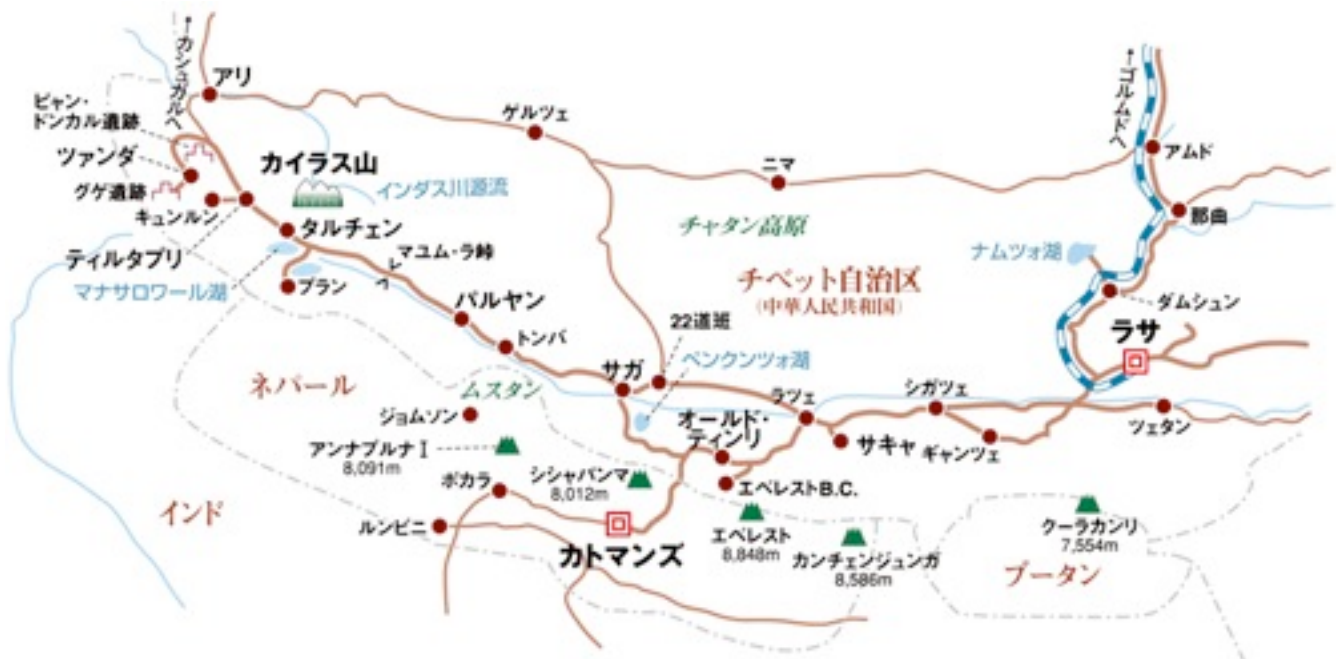 ←カシュガルへ
アリ
ピャン・
ドンカル遺跡
ツァンダ
グゲ遺跡
キュンルン
ティルタプリ
マナサロワール湖
カイラス山
インダス川源流
タルチェン
プラン
マユム・ラ峠
パルヤン
トンパ
ゲルツェ
ニマ
チャタン高原
チベット自治区
(中華人民共和国)
←ゴルムドへ
アムド
那曲
ナムツォ湖
ダムシュン
ラサ
22道班
ペンクンツォ湖
サガ
ラツェ
シガツェ
オールド・
ティンリ
サキャ
ギャンツェ
ツェタン
ネパール
ムスタン
ジョムソン
アンナプルナⅠ
8,091m
ポカラ
シシャパンマ
8,012m
エベレストB.C.
インド
ルンビニ
カトマンズ
エベレスト
8,848m
カンチェンジュンガ
8,586m
クーラカンリ
7,554m
ブータン